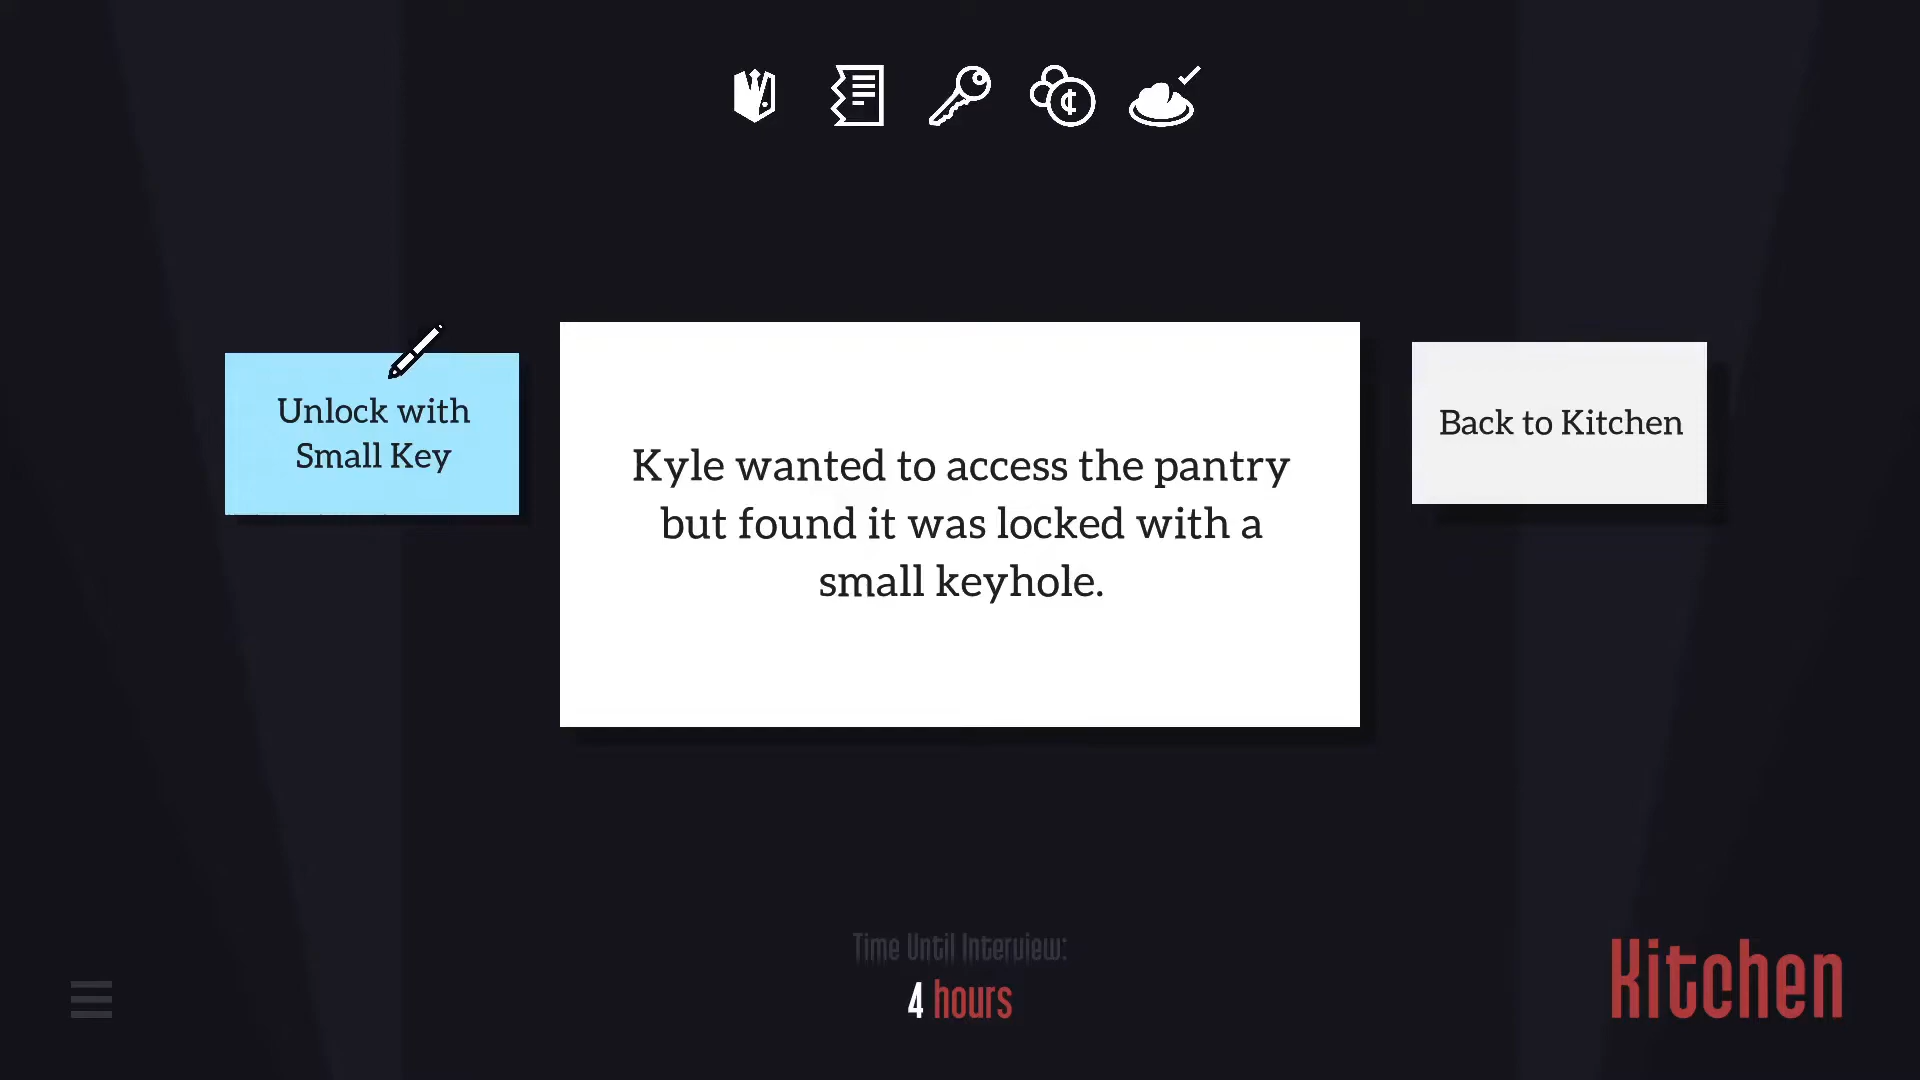 Unlock with
Small Key
Kyle wanted to access the pantry
but found it was locked with a
small keyhole.
Back to Kitchen
Time Until Interview:
4 hours
Kitchen